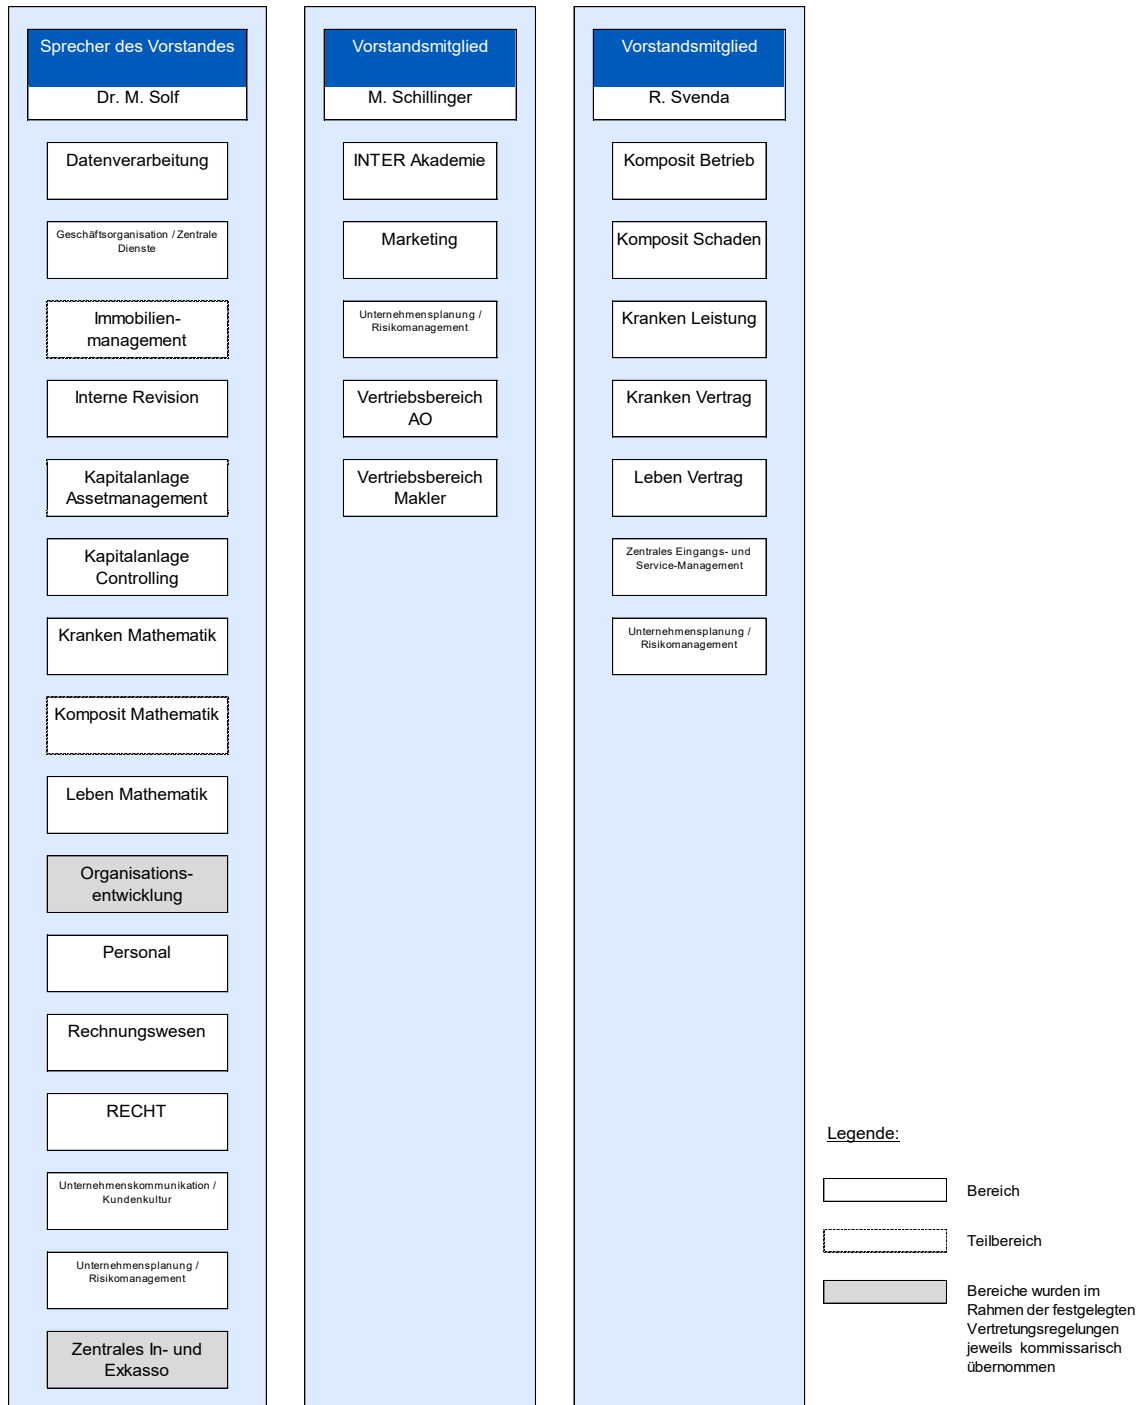 Sprecher des Vorstandes
Dr. M. Solf
Datenverarbeitung
Geschäftsorganisation / Zentrale
Dienste
Immobilien-
management
Interne Revision
Kapitalanlage
Assetmanagement
Kapitalanlage
Controlling
Kranken Mathematik
Komposit Mathematik
Leben Mathematik
Organisations-
entwicklung
Personal
Rechnungswesen
RECHT
Unternehmenskommunikation /
Kundenkultur
Unternehmensplanung /
Risikomanagement
Zentrales In- und
Exkasso
Vorstandsmitglied
M. Schillinger
INTER Akademie
Marketing
Unternehmensplanung /
Risikomanagement
Vertriebsbereich
AO
Vertriebsbereich
Makler
Vorstandsmitglied
R. Svenda
Komposit Betrieb
Komposit Schaden
Kranken Leistung
Kranken Vertrag
Leben Vertrag
Zentrales Eingangs- und
Service-Management
Unternehmensplanung /
Risikomanagement
Legende:
Bereich
Teilbereich
Bereiche wurden im
Rahmen der festgelegten
Vertretungsregelungen
jeweils kommissarisch
übernommen